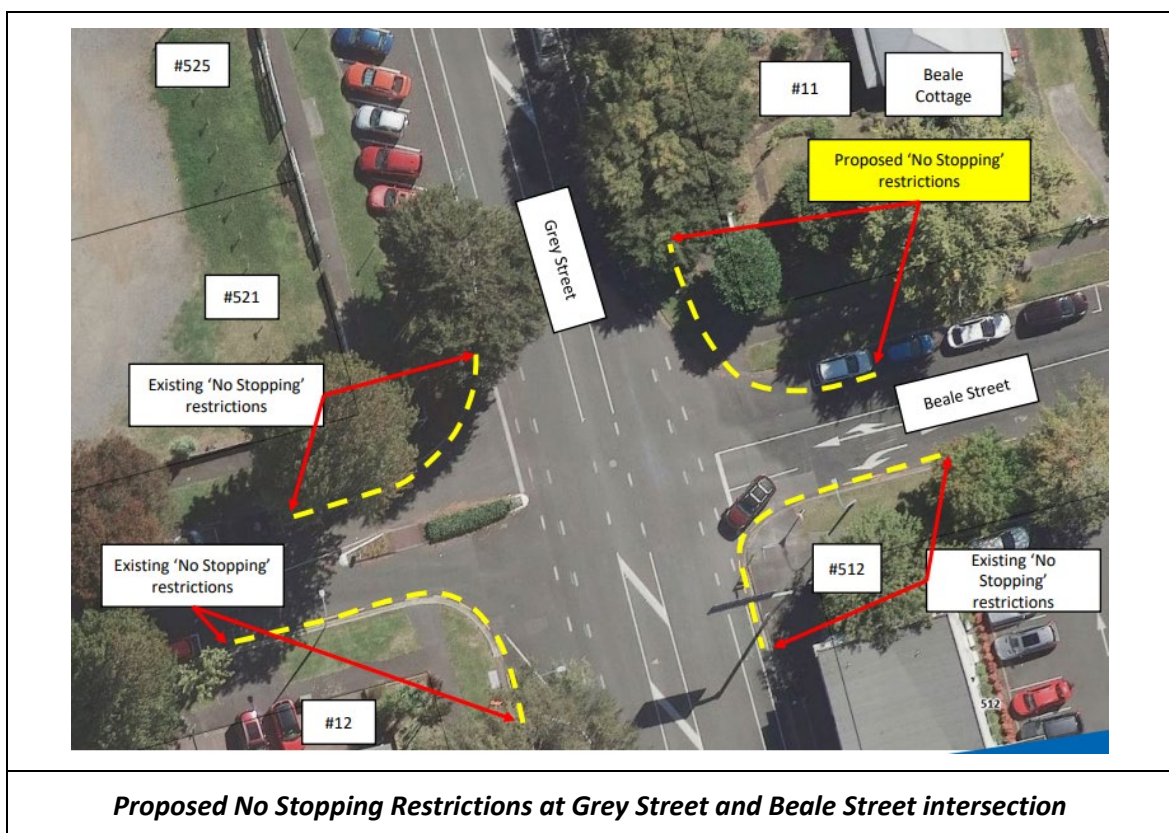 #525
#11
Beale
Cottage
Proposed ‘No Stopping’
restrictions
Grey Street
#521
Existing ‘No Stopping’
restrictions
Beale Street
Existing ‘No Stopping’
restrictions
#512
Existing ‘No
Stopping’
restrictions
#12
512
Proposed No Stopping Restrictions at Grey Street and Beale Street intersection